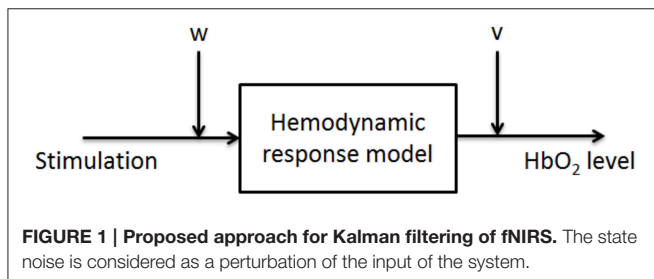 w
v
Hemodynamic
response model
Stimulation
HbO₂ level
FIGURE 1 | Proposed approach for Kalman filtering of fNIRS. The state
noise is considered as a perturbation of the input of the system.